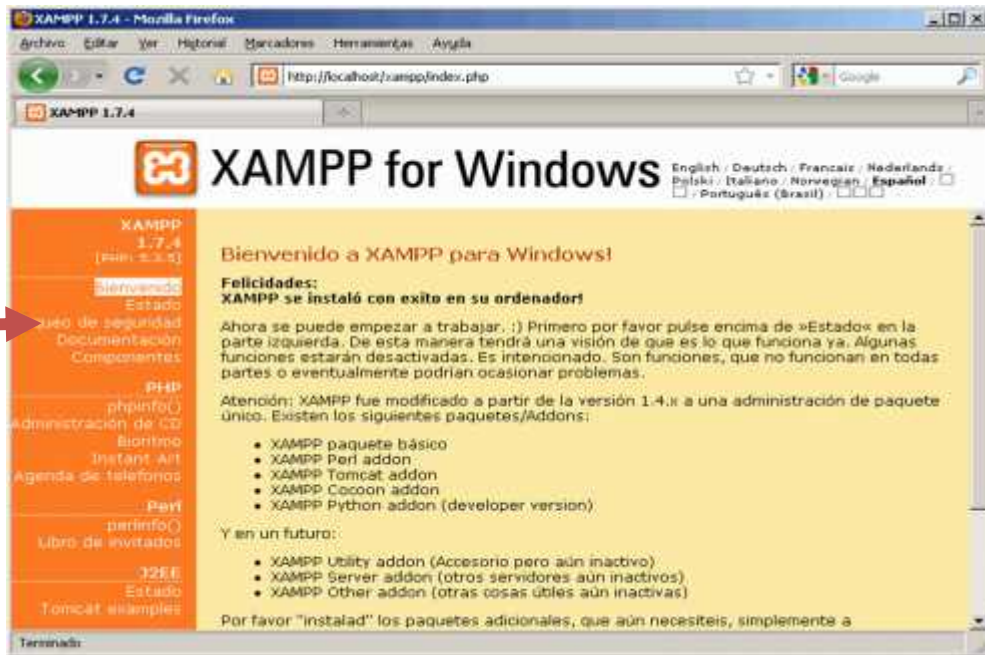 XAMPP 1.7.4 - Mozilla Firefox
Archivo Editar Ver Historial Marcadores Herramientas Ayuda
http://localhost/xampp/index.php
Google
XAMPP 1.7.4
XAMPP for Windows
English / Deutsch / Francais / Nederlands /
Polski / Italiano / Norwegian / Español /
/ Português (Brasil) /
XAMPP
1.7.4
[PHP: 5.3.5]
Bienvenido
Estado
ueo de seguridad
Documentación
Componentes
PHP
phpinfo()
Administración de CD
Bioritmo
Instant Art
Agenda de telefonos
Perl
perlinfo()
Libro de invitados
J2EE
Estado
Tomcat examples
Bienvenido a XAMPP para Windows!
Felicidades:
XAMPP se instaló con exito en su ordenador!
Ahora se puede empezar a trabajar. :) Primero por favor pulse encima de »Estado« en la
parte izquierda. De esta manera tendrá una visión de que es lo que funciona ya. Algunas
funciones estarán desactivadas. Es intencionado. Son funciones, que no funcionan en todas
partes o eventualmente podrían ocasionar problemas.
Atención: XAMPP fue modificado a partir de la versión 1.4.x a una administración de paquete
único. Existen los siguientes paquetes/Addons:
• XAMPP paquete básico
• XAMPP Perl addon
• XAMPP Tomcat addon
• XAMPP Cocoon addon
• XAMPP Python addon (developer version)
Y en un futuro:
• XAMPP Utility addon (Accesorio pero aún inactivo)
• XAMPP Server addon (otros servidores aún inactivos)
• XAMPP Other addon (otras cosas útiles aún inactivas)
Por favor "instalad" los paquetes adicionales, que aún necesiteis, simplemente a
Terminado